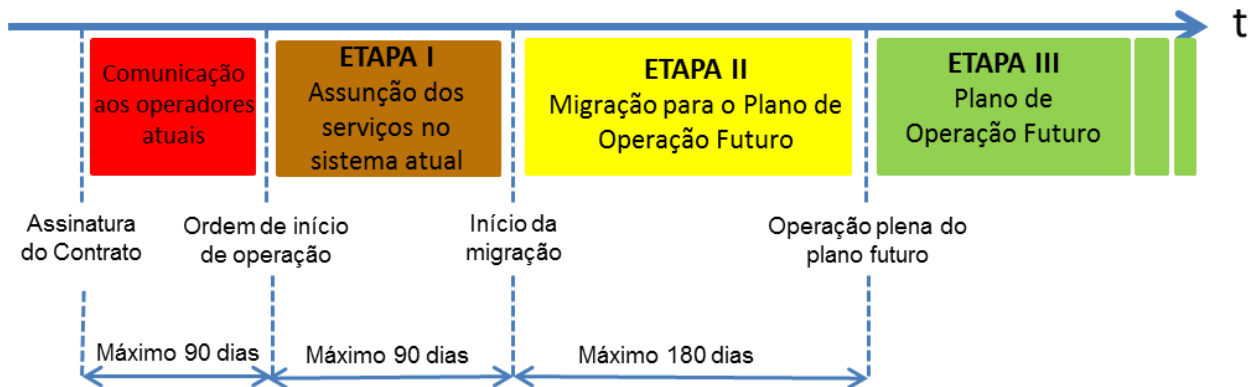 t
Comunicação
aos operadores
atuais
ETAPA I
Assunção dos
serviços no
sistema atual
ETAPA II
Migração para o Plano de
Operação Futuro
ETAPA III
Plano de
Operação Futuro
Assinatura
do Contrato
Ordem de início
de operação
Início da
migração
Operação plena do
plano futuro
Máximo 90 dias
Máximo 90 dias
Máximo 180 dias